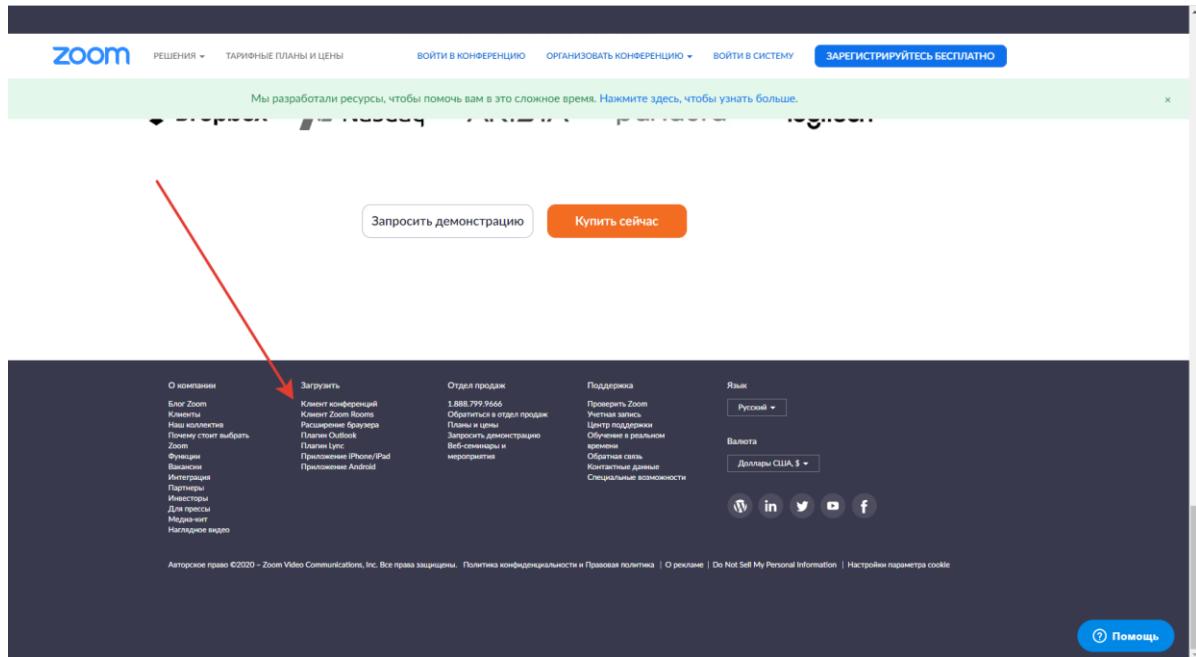 zoom
РЕШЕНИЯ
ТАРИФНЫЕ ПЛАНЫ И ЦЕНЫ
ВОЙТИ В КОНФЕРЕНЦИЮ
ОРГАНИЗОВАТЬ КОНФЕРЕНЦИЮ
ВОЙТИ В СИСТЕМУ
ЗАРЕГИСТРИРУЙТЕСЬ БЕСПЛАТНО
Мы разработали ресурсы, чтобы помочь вам в это сложное время. Нажмите здесь, чтобы узнать больше.
×
Dropbox
Nasdaq
pandora
logitech
Запросить демонстрацию
Купить сейчас
О компании
Блог Zoom
Клиенты
Наш коллектив
Почему стоит выбрать
Zoom
Функции
Вакансии
Интеграция
Партнеры
Инвесторы
Для прессы
Медиа-кит
Наглядное видео
Загрузить
Клиент конференций
Клиент Zoom Rooms
Расширение браузера
Плагин Outlook
Плагин Lync
Приложение iPhone/iPad
Приложение Android
Отдел продаж
1.888.799.9666
Обратиться в отдел продаж
Планы и цены
Запросить демонстрацию
Веб-семинары и
мероприятия
Поддержка
Проверить Zoom
Учетная запись
Центр поддержки
Обучение в реальном
времени
Обратная связь
Контактные данные
Специальные возможности
Язык
Русский
Валюта
Доллары США, $
Авторское право ©2020 – Zoom Video Communications, Inc. Все права защищены. Политика конфиденциальности и Правовая политика | О рекламе | Do Not Sell My Personal Information | Настройки параметра cookie
Помощь